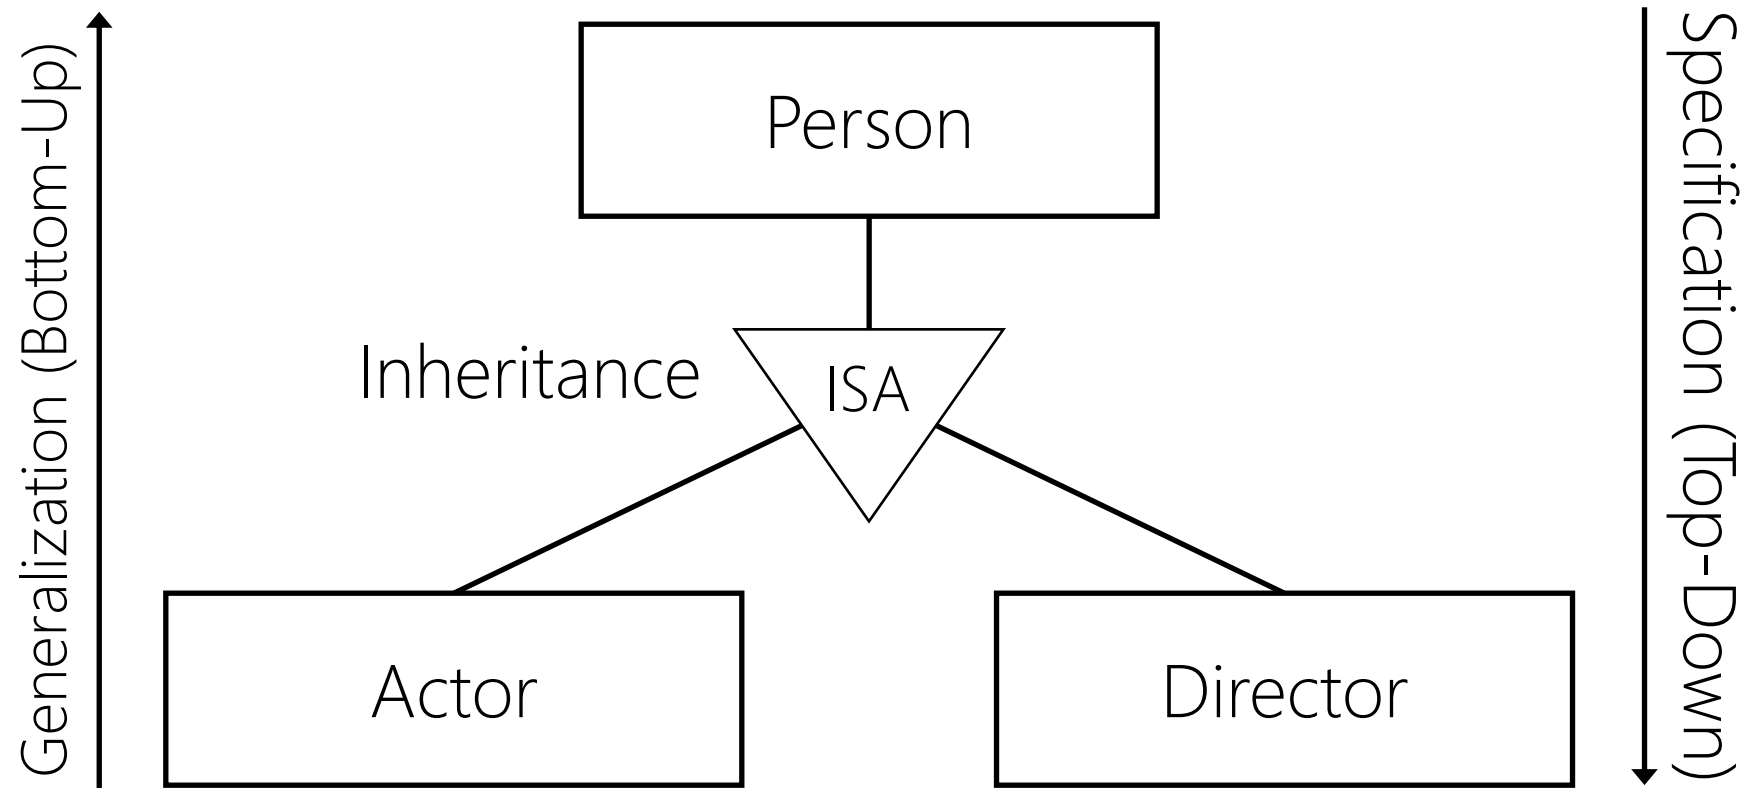 Generalization (Bottom-Up)
Person
Inheritance
ISA
Actor
Director
Specification (Top-Down)